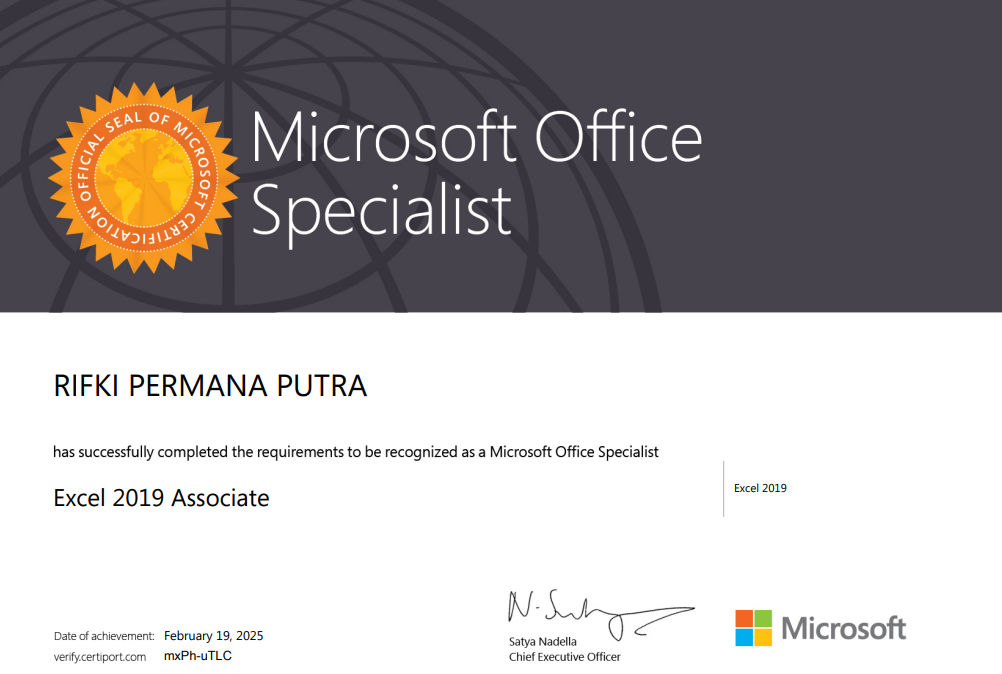 OFFICIAL SEAL OF MICROSOFT CERTIFICATION
Microsoft Office
Specialist
RIFKI PERMANA PUTRA
has successfully completed the requirements to be recognized as a Microsoft Office Specialist
Excel 2019 Associate
Excel 2019
N. Satya
Satya Nadella
Chief Executive Officer
Microsoft
Date of achievement: February 19, 2025
verify.certiport.com mxPh-uTLC